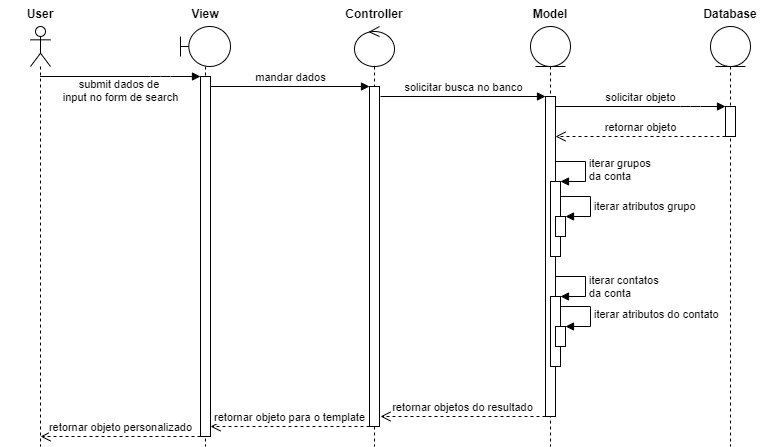 User
View
Controller
Model
Database
submit dados de
input no form de search
mandar dados
solicitar busca no banco
solicitar objeto
retornar objeto
iterar grupos
da conta
iterar atributos grupo
iterar contatos
da conta
iterar atributos do contato
retornar objetos do resultado
retornar objeto para o template
retornar objeto personalizado